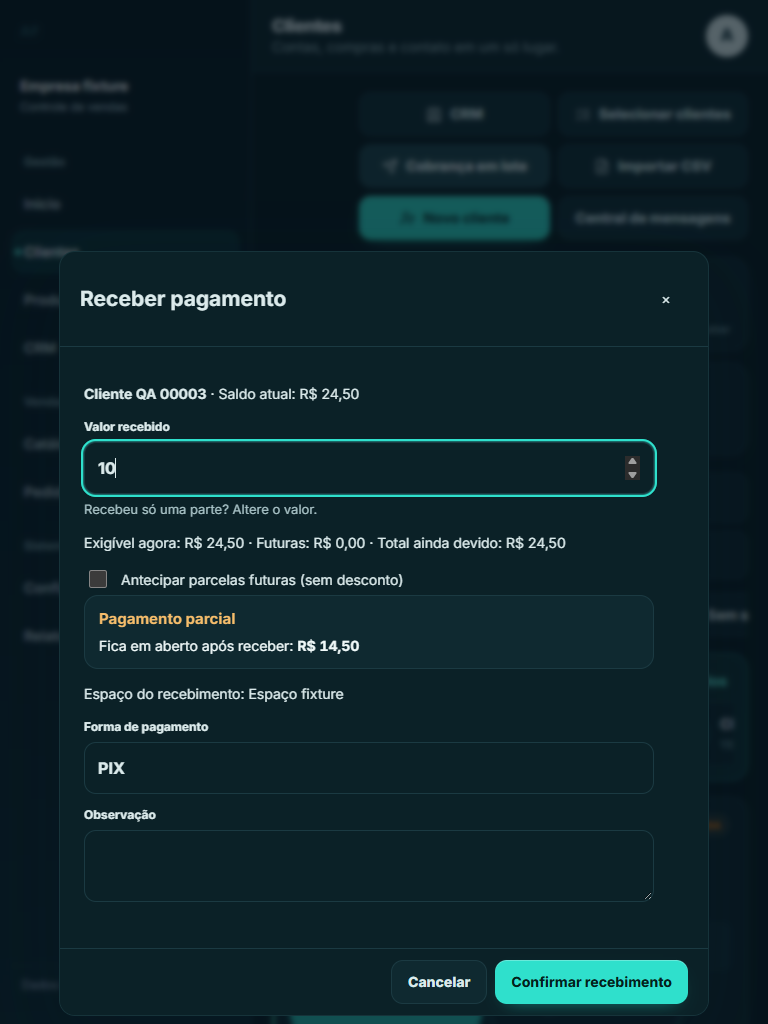 Clientes
Contas, compras e contato em um só lugar
A
Empresa fixture
Controle de vendas
Gestão
Início
Clientes
CRM
Selecionar clientes
Cobrança em lote
Importar CSV
Novo cliente
Central de mensagens
CRM
Receber pagamento
×
Cliente QA 00003 · Saldo atual: R$ 24,50
Valor recebido
10
Recebeu só uma parte? Altere o valor.
Exigível agora: R$ 24,50 · Futuras: R$ 0,00 · Total ainda devido: R$ 24,50
Antecipar parcelas futuras (sem desconto)
Pagamento parcial
Fica em aberto após receber: R$ 14,50
Espaço do recebimento: Espaço fixture
Forma de pagamento
PIX
Observação
Cancelar
Confirmar recebimento